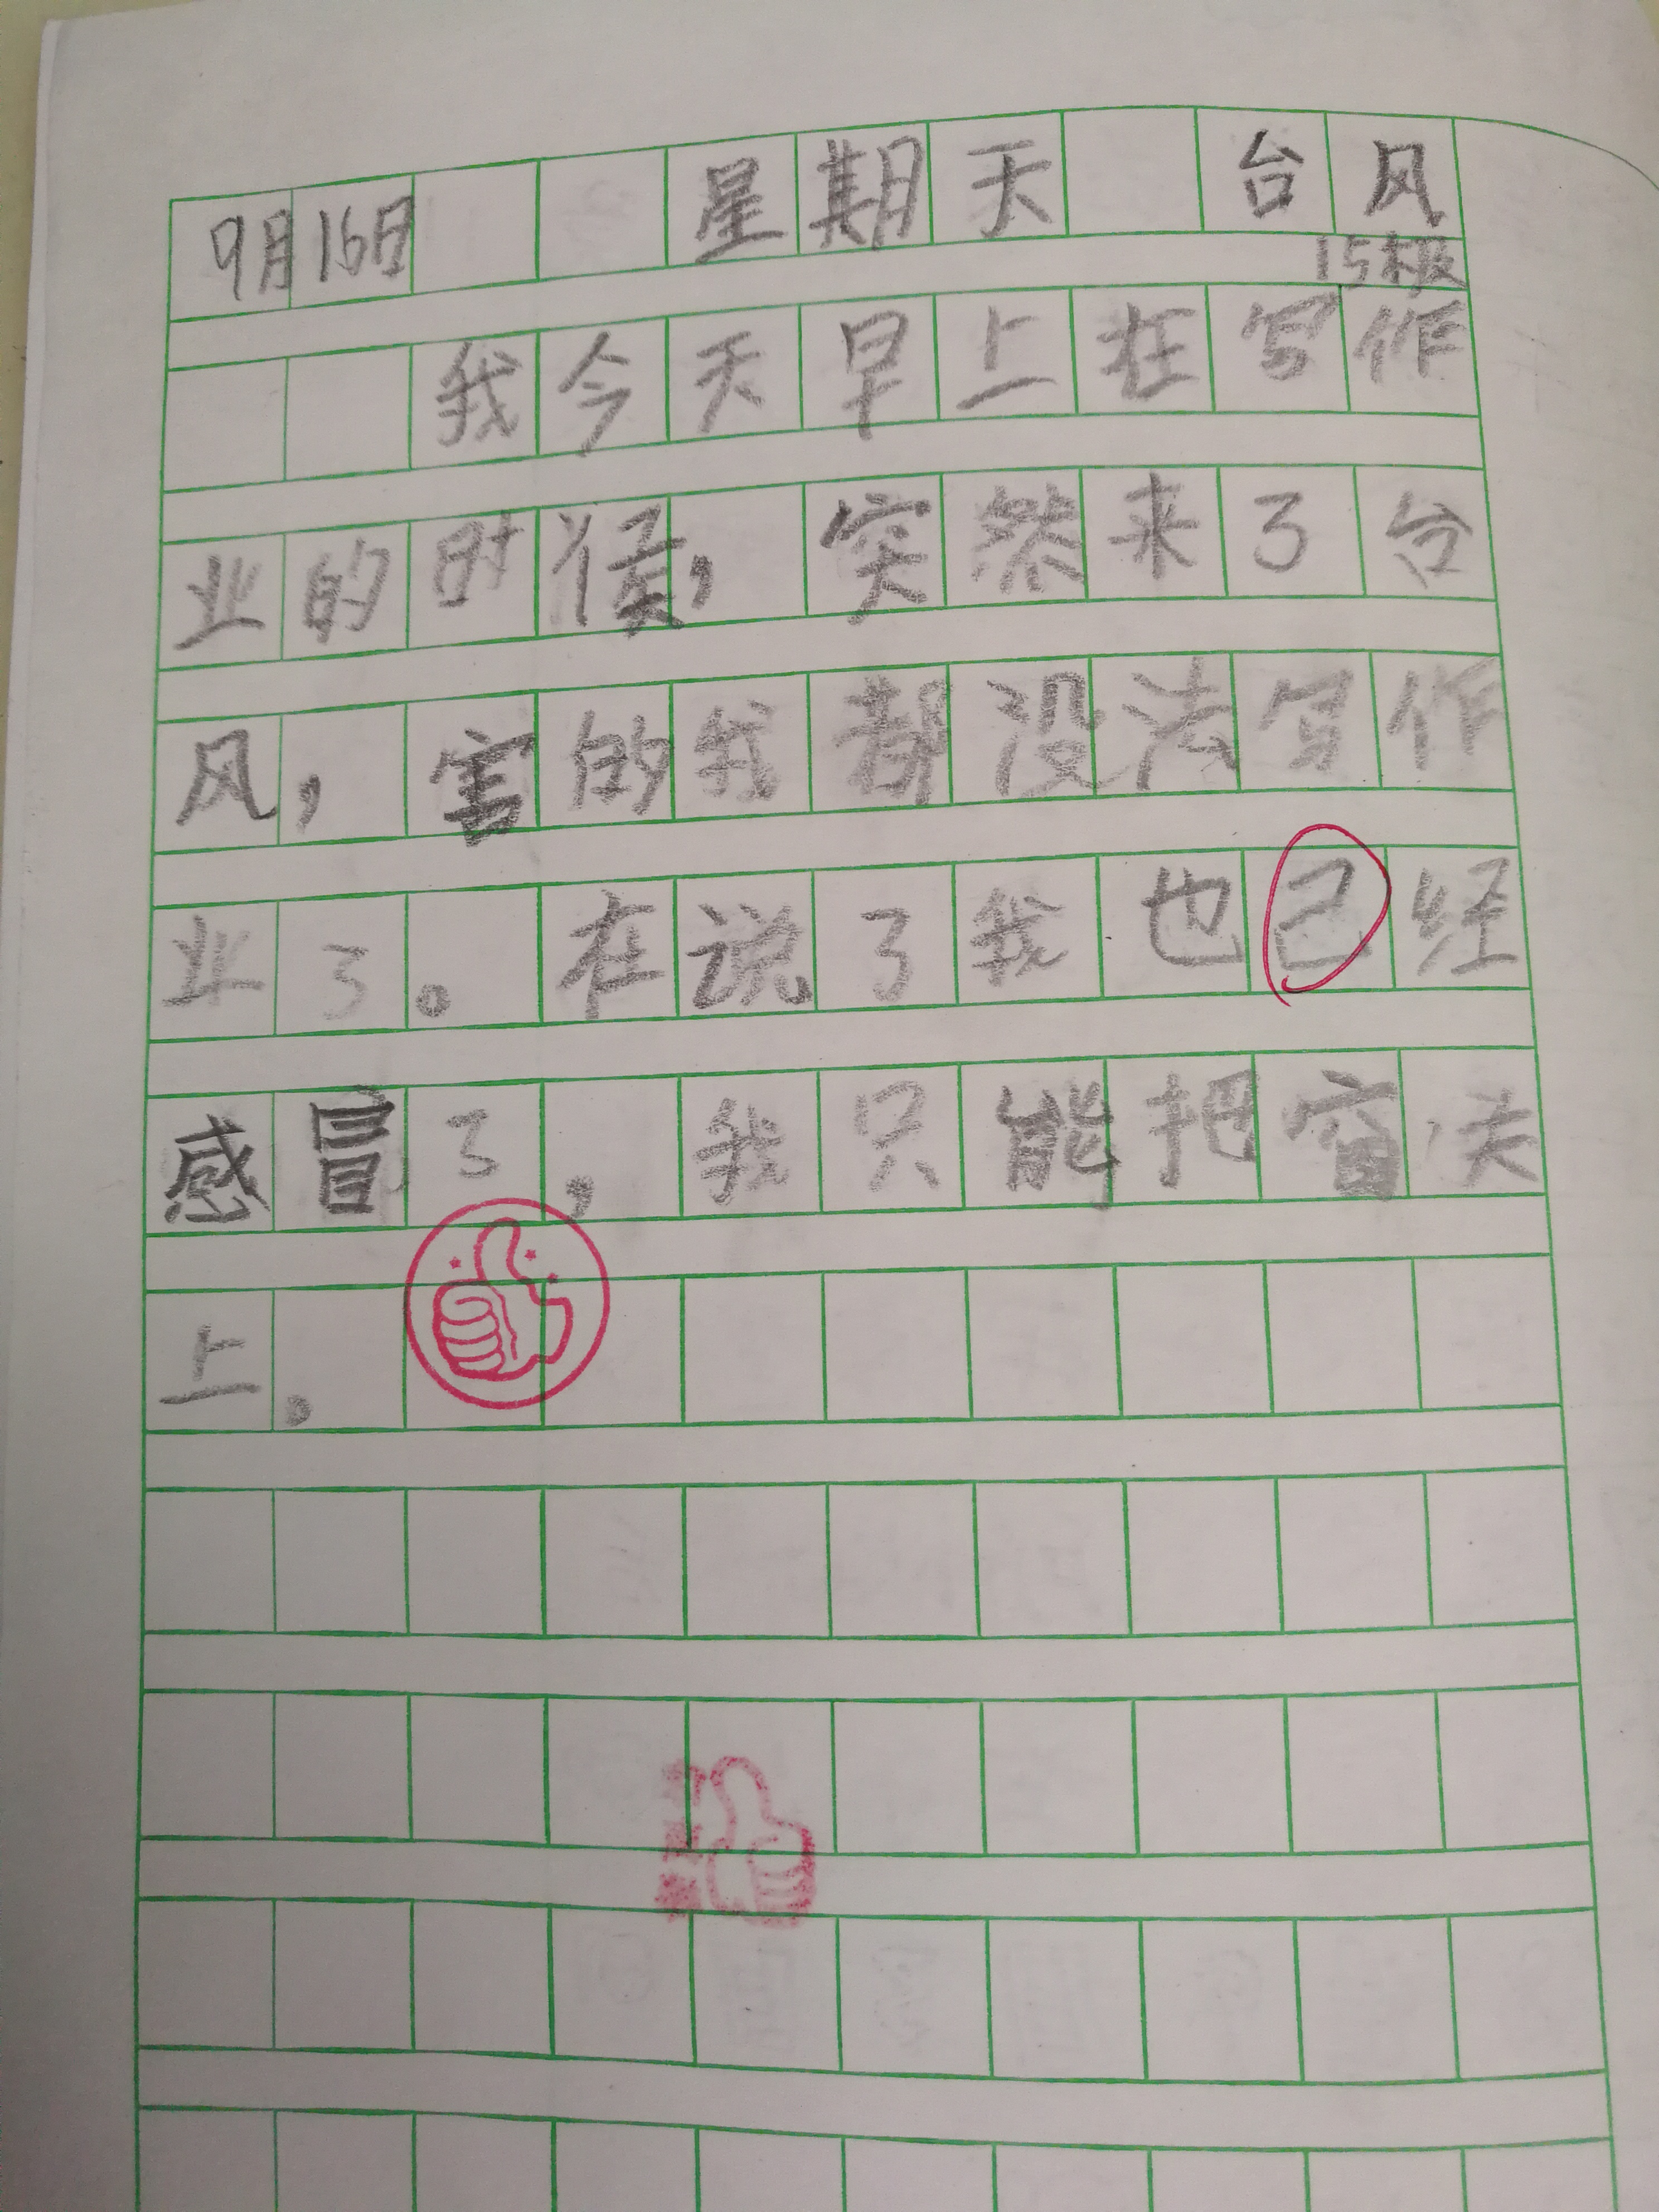 9月16日 星期天 台风
15极
我今天早上在写作
业的时候，突然来了台
风，害的我都没法写作
业了。在说了我也己经
感冒了，我只能把窗关
上。